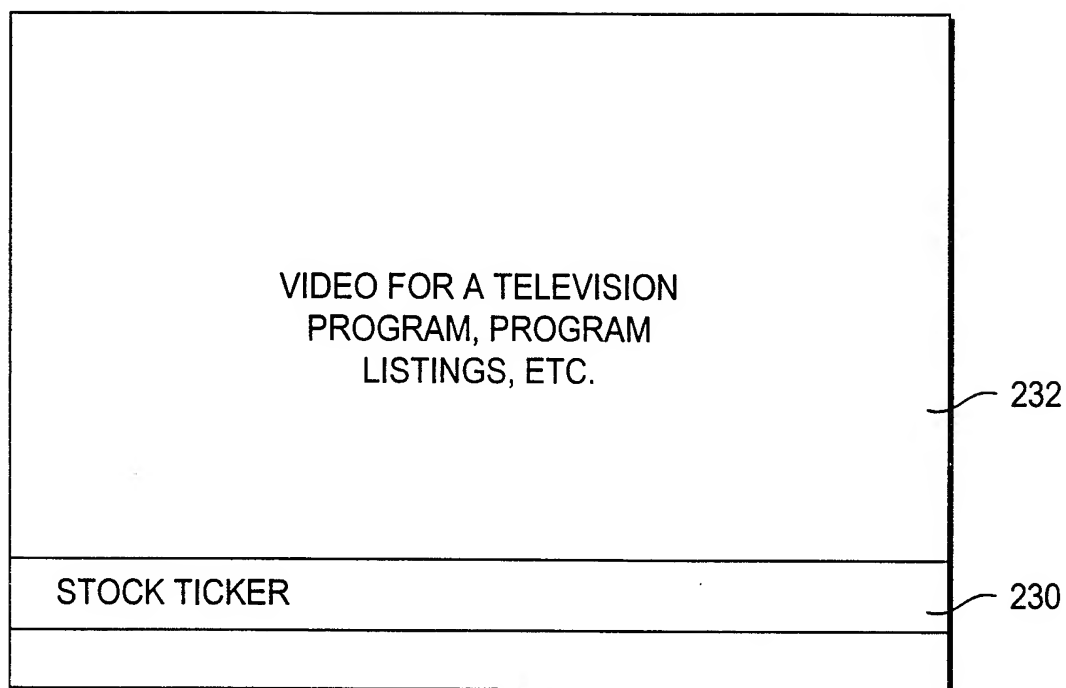 VIDEO FOR A TELEVISION
PROGRAM, PROGRAM
LISTINGS, ETC.
232
STOCK TICKER
230